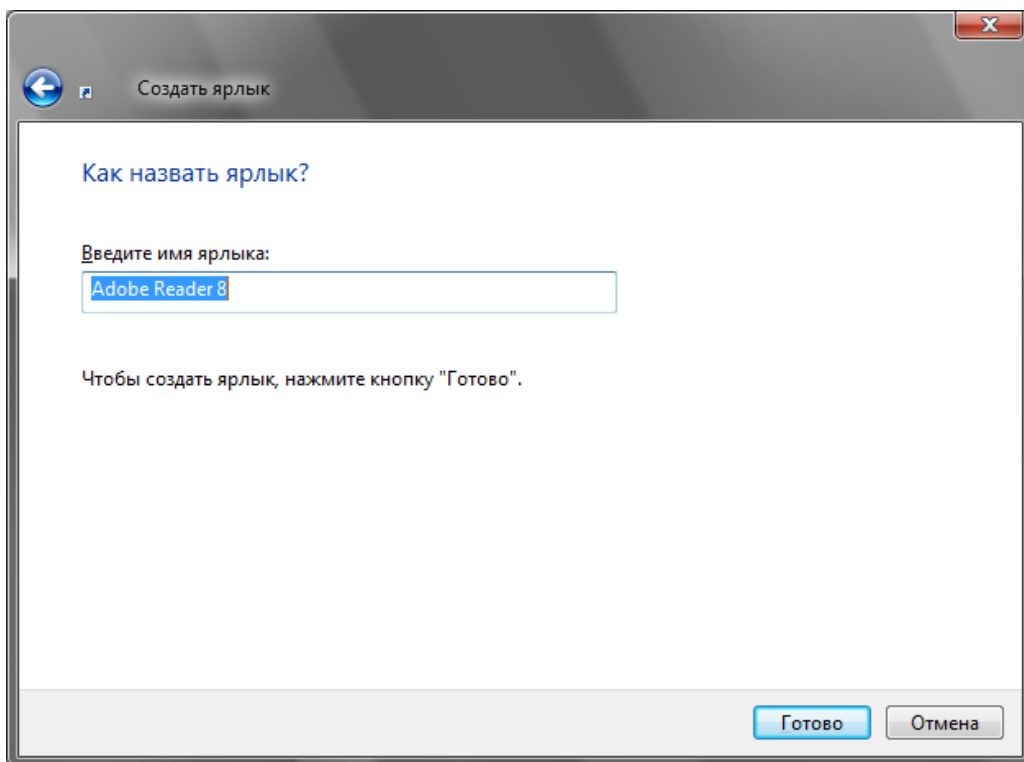 Создать ярлык
Как назвать ярлык?
Введите имя ярлыка:
Adobe Reader 8
Чтобы создать ярлык, нажмите кнопку "Готово".
Готово
Отмена